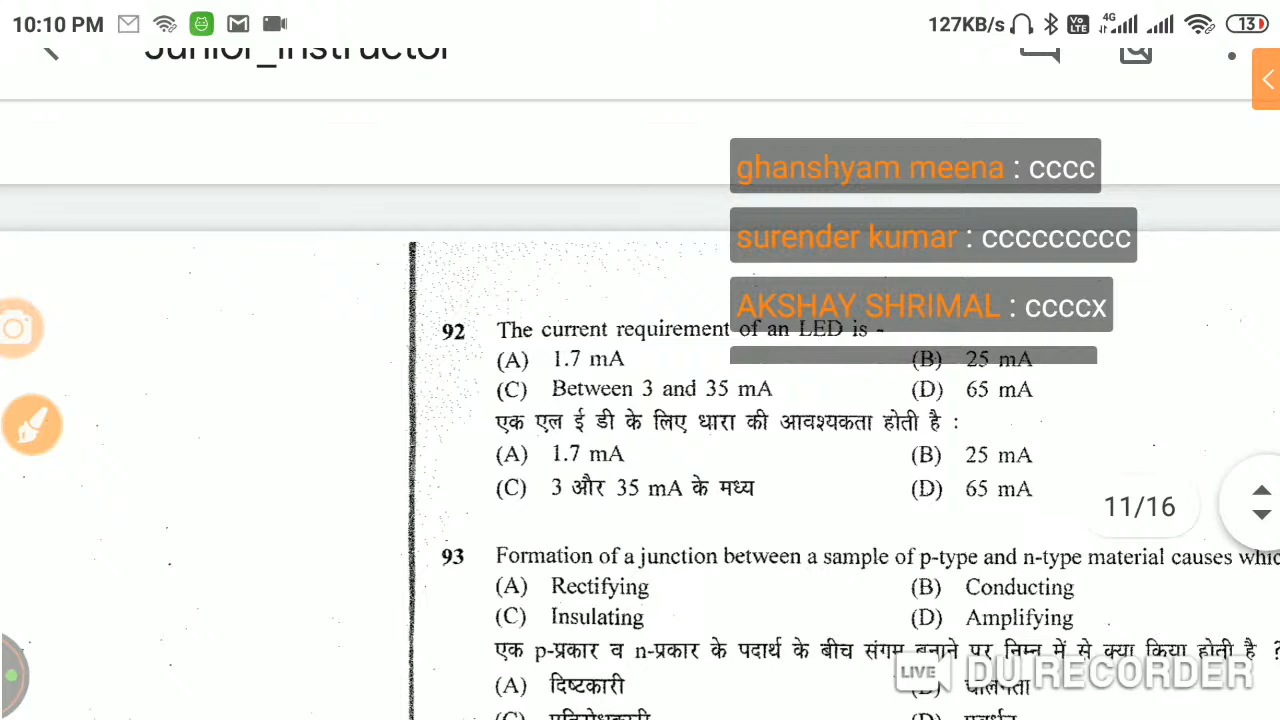 10:10 PM 127KB/s Vo LTE 4G 13
Junior_Instructor
ghanshyam meena : cccc
surender kumar : ccccccccc
AKSHAY SHRIMAL : ccccx
92 The current requirement of an LED is -
(A) 1.7 mA (B) 25 mA
(C) Between 3 and 35 mA (D) 65 mA
एक एल ई डी के लिए धारा की आवश्यकता होती है :
(A) 1.7 mA (B) 25 mA
(C) 3 और 35 mA के मध्य (D) 65 mA
11/16
93 Formation of a junction between a sample of p-type and n-type material causes
(A) Rectifying (B) Conducting
(C) Insulating (D) Amplifying
एक p-प्रकार व n-प्रकार के पदार्थ के बीच संगम बनाने पर निम्न में से क्या क्रिया होती है ?
LIVE DU RECORDER
(A) दिष्टकारी (B) चालगता